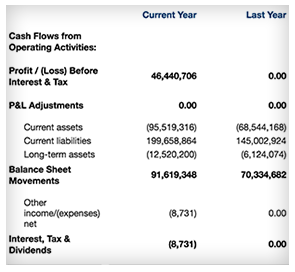 Current Year Last Year
Cash Flows from
Operating Activities:
Profit / (Loss) Before
Interest & Tax 46,440,706 0.00
P&L Adjustments 0.00 0.00
Current assets (95,519,316) (68,544,168)
Current liabilities 199,658,864 145,002,924
Long-term assets (12,520,200) (6,124,074)
Balance Sheet
Movements 91,619,348 70,334,682
Other
income/(expenses) (8,731) 0.00
net
Interest, Tax &
Dividends (8,731) 0.00